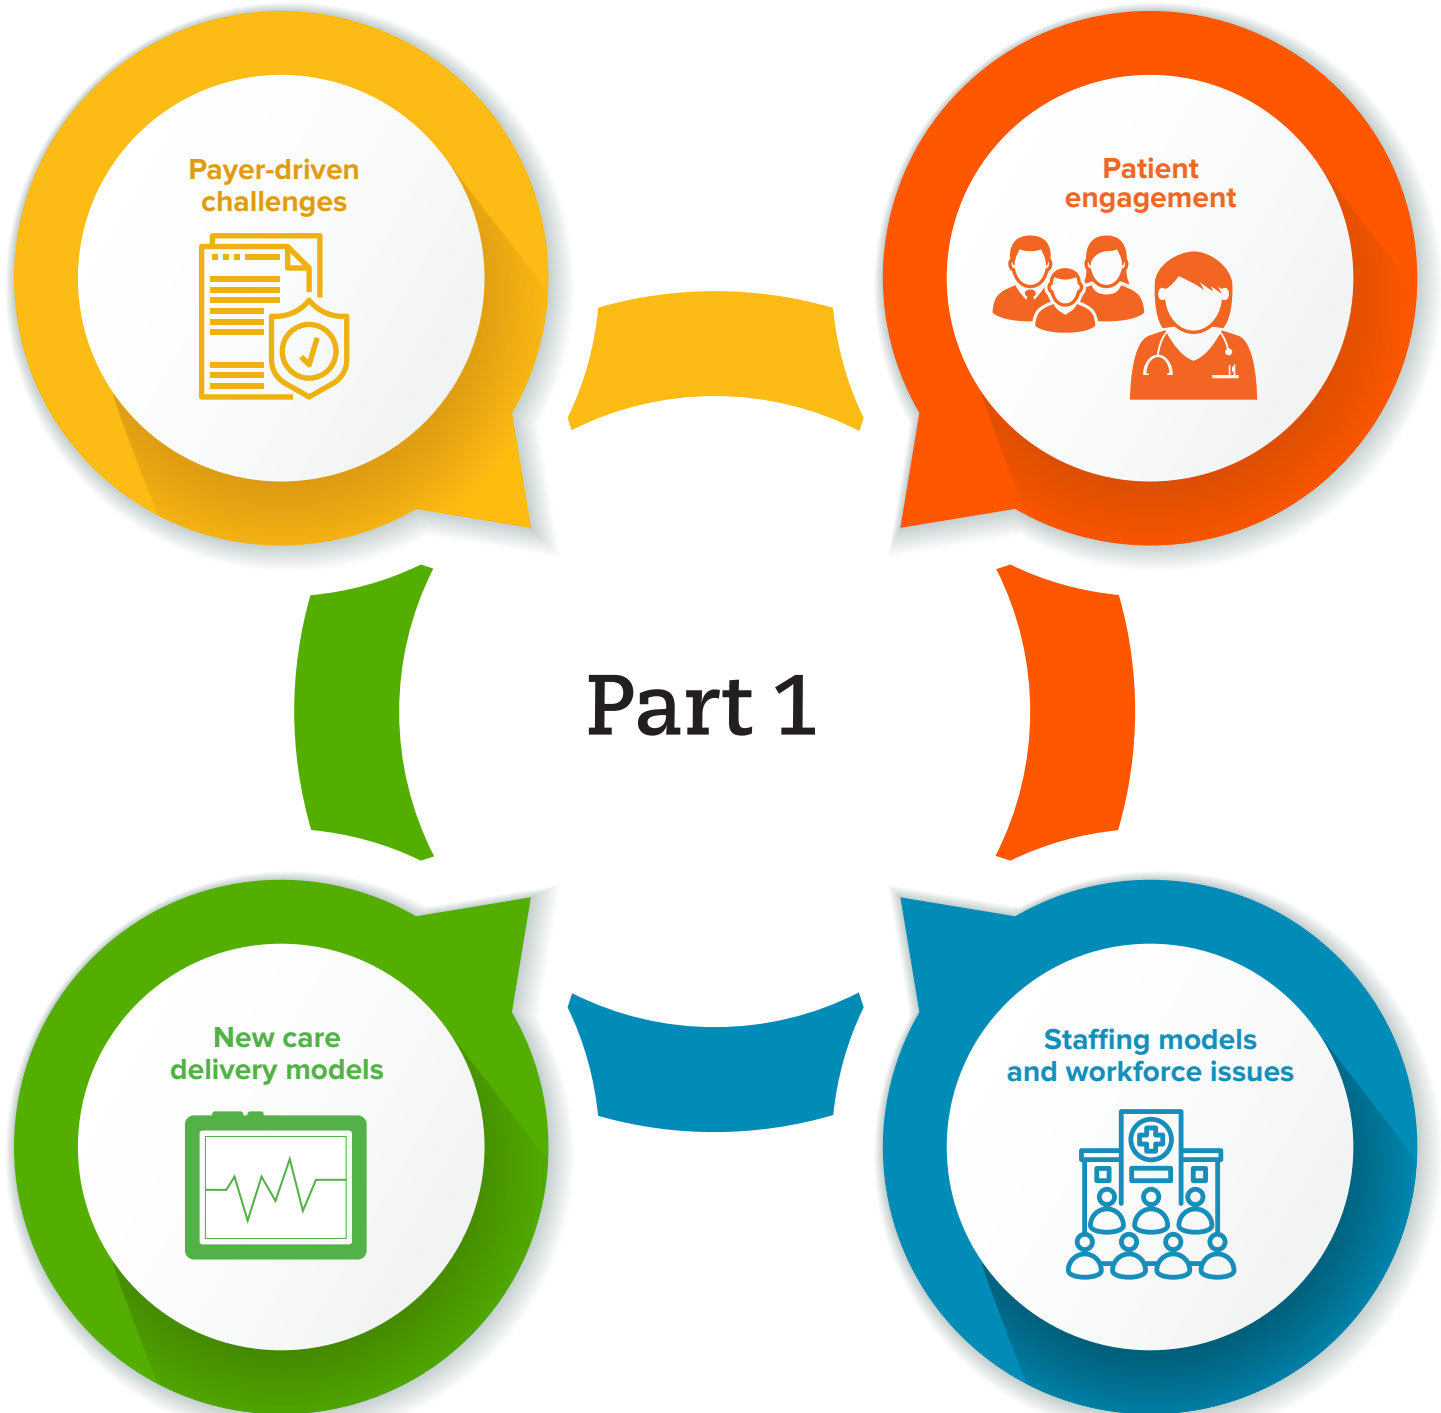 Payer-driven
challenges
Patient
engagement
Part 1
New care
delivery models
Staffing models
and workforce issues